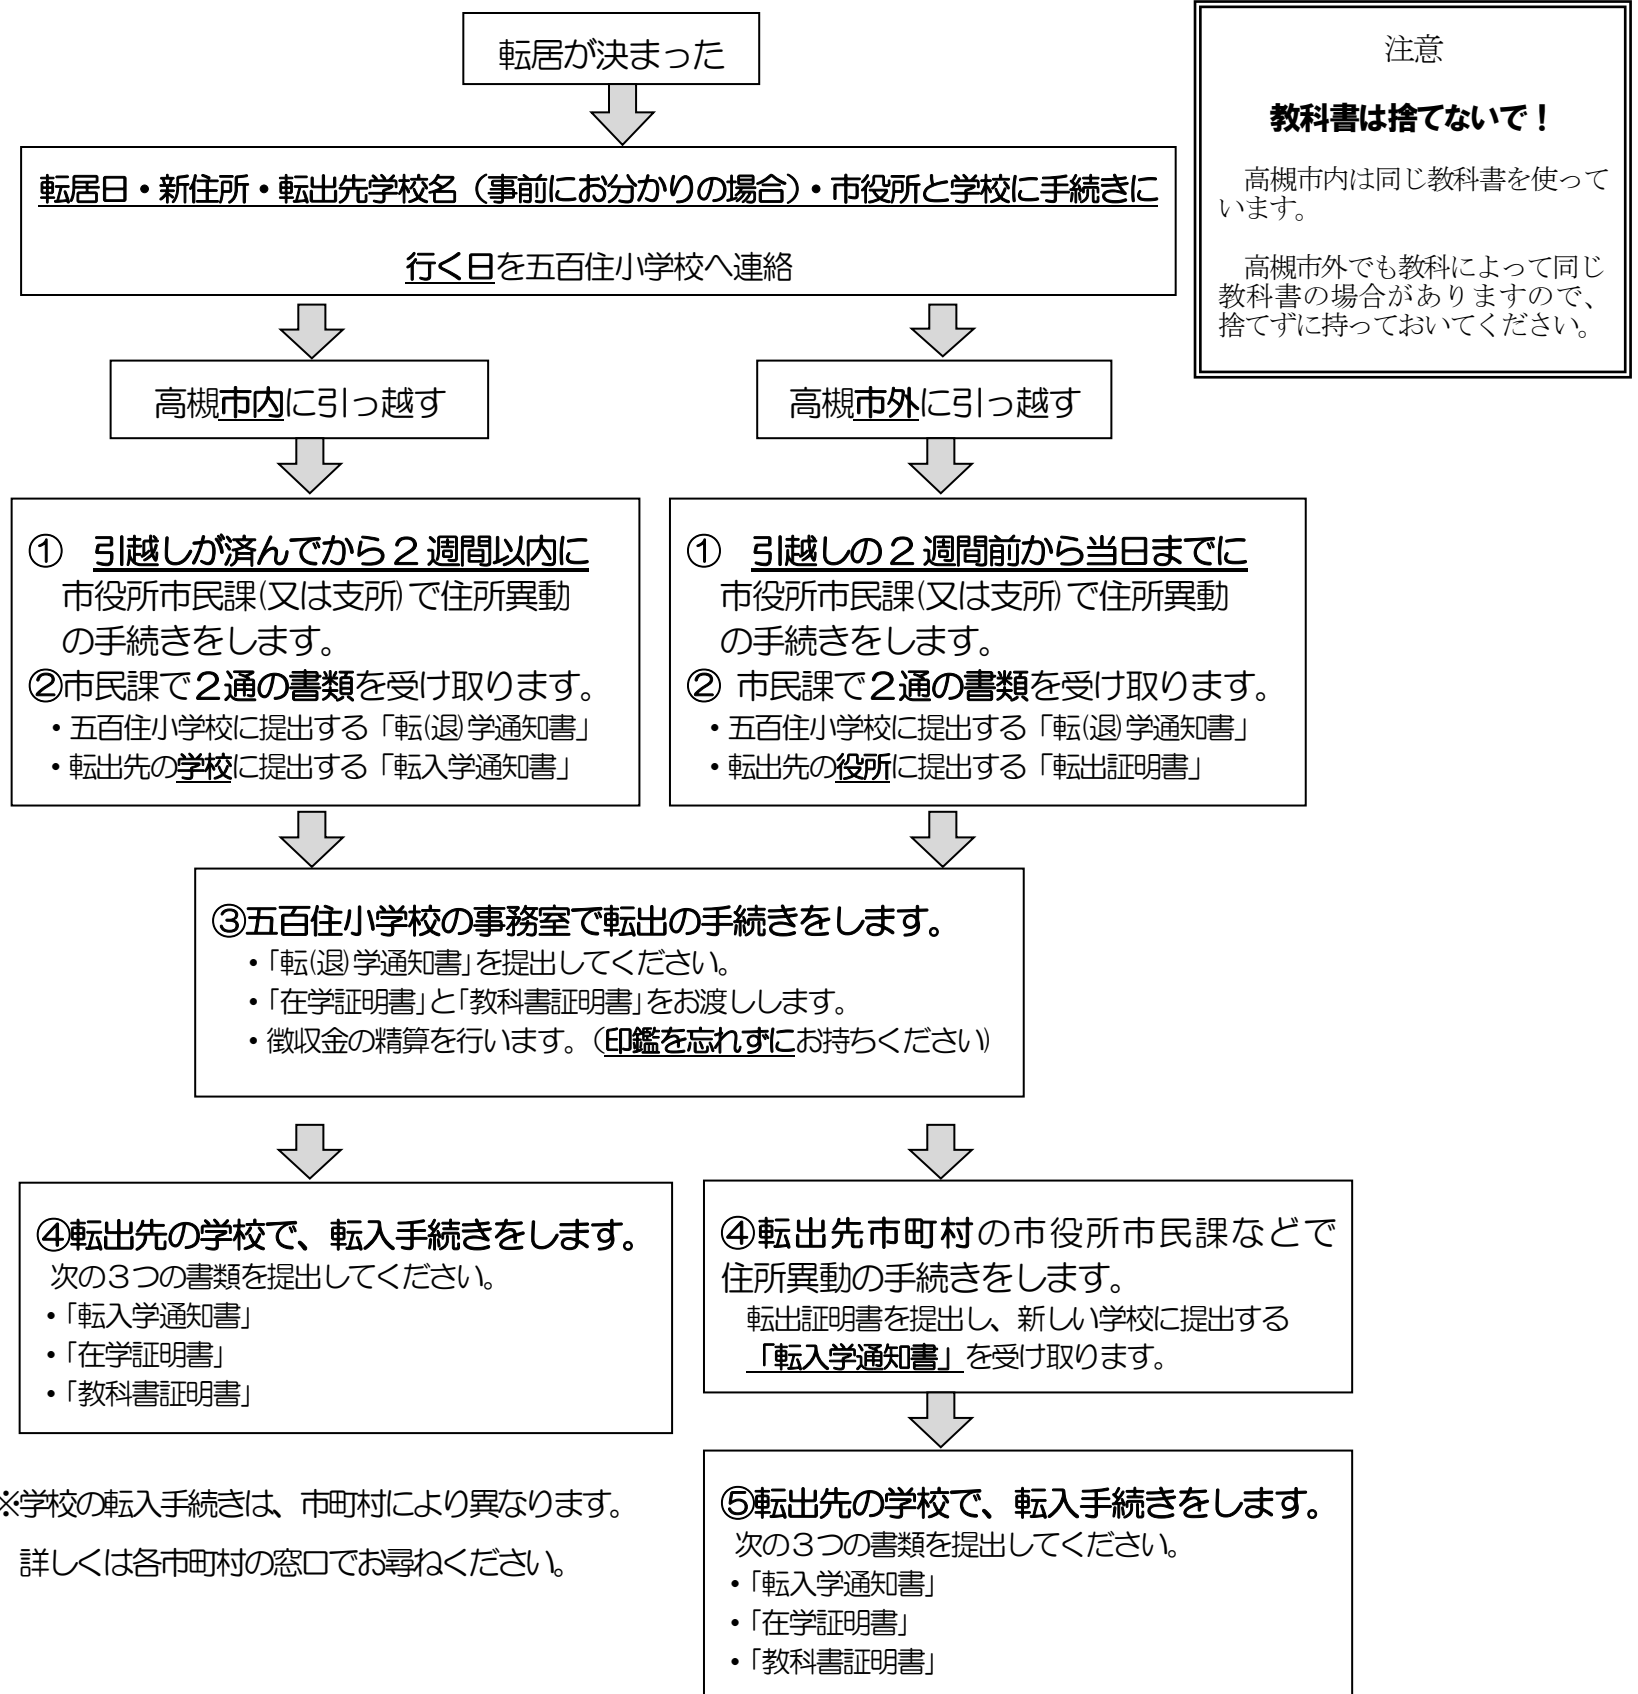 転居が決まった
注意
教科書は捨てないで！
高槻市内は同じ教科書を使って
います。
高槻市外でも教科によって同じ
教科書の場合がありますので、
捨てずに持っておいてください。
転居日・新住所・転出先学校名（事前にお分かりの場合）・市役所と学校に手続きに
行く日を五百住小学校へ連絡
高槻市内に引っ越す
高槻市外に引っ越す
① 引越しが済んでから２週間以内に
市役所市民課(又は支所)で住所異動
の手続きをします。
②市民課で２通の書類を受け取ります。
・五百住小学校に提出する「転(退)学通知書」
・転出先の学校に提出する「転入学通知書」
① 引越しの２週間前から当日までに
市役所市民課(又は支所)で住所異動
の手続きをします。
② 市民課で２通の書類を受け取ります。
・五百住小学校に提出する「転(退)学通知書」
・転出先の役所に提出する「転出証明書」
③五百住小学校の事務室で転出の手続きをします。
・「転(退)学通知書」を提出してください。
・「在学証明書」と「教科書証明書」をお渡しします。
・徴収金の精算を行います。（印鑑を忘れずにお持ちください）
④転出先の学校で、転入手続きをします。
次の３つの書類を提出してください。
・「転入学通知書」
・「在学証明書」
・「教科書証明書」
④転出先市町村の市役所市民課などで
住所異動の手続きをします。
転出証明書を提出し、新しい学校に提出する
「転入学通知書」を受け取ります。
⑤転出先の学校で、転入手続きをします。
次の３つの書類を提出してください。
・「転入学通知書」
・「在学証明書」
・「教科書証明書」
※学校の転入手続きは、市町村により異なります。
詳しくは各市町村の窓口でお尋ねください。